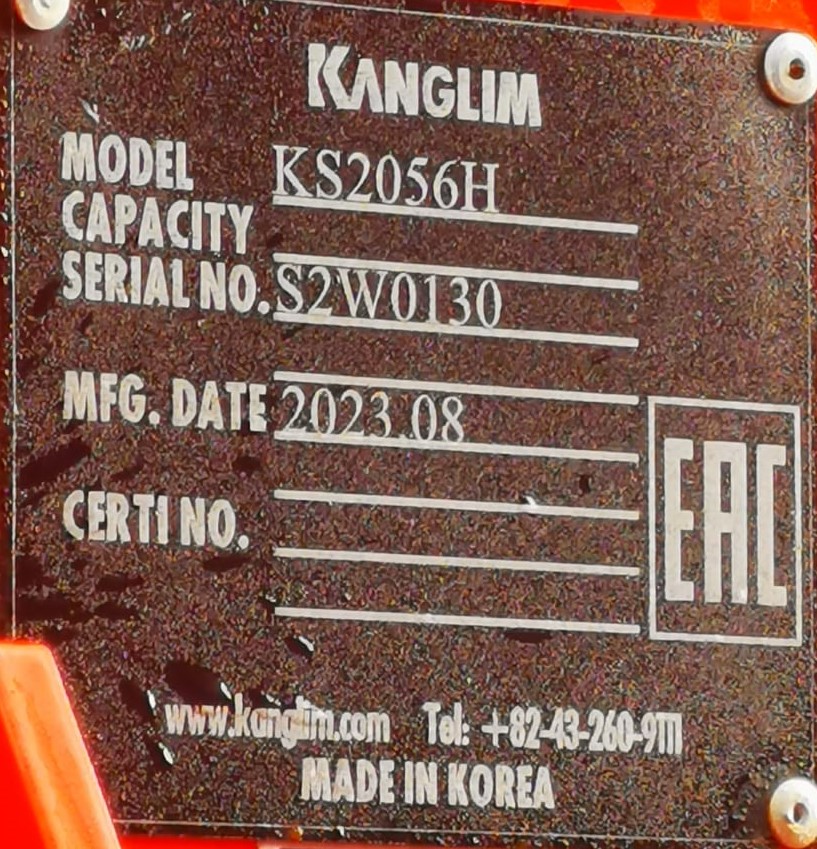 KANGLIM
MODEL KS2056H
CAPACITY
SERIAL NO. S2W0130
MFG. DATE 2023.08
CERTI NO.
EAC
www.kanglim.com Tel: +82-43-260-9111
MADE IN KOREA